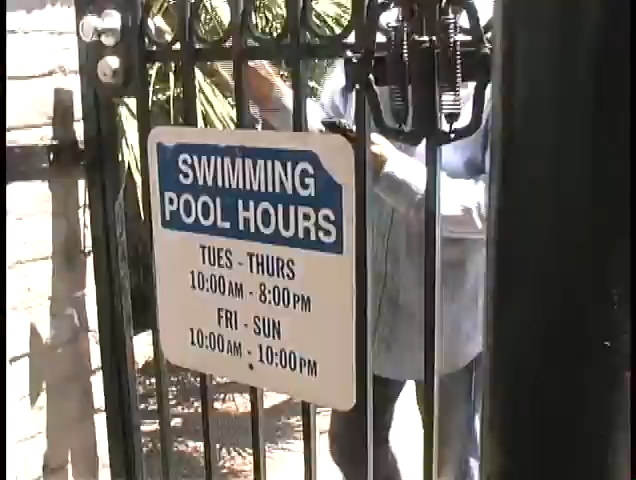 SWIMMING
POOL HOURS
TUES - THURS
10:00AM - 8:00PM
FRI - SUN
10:00AM - 10:00PM